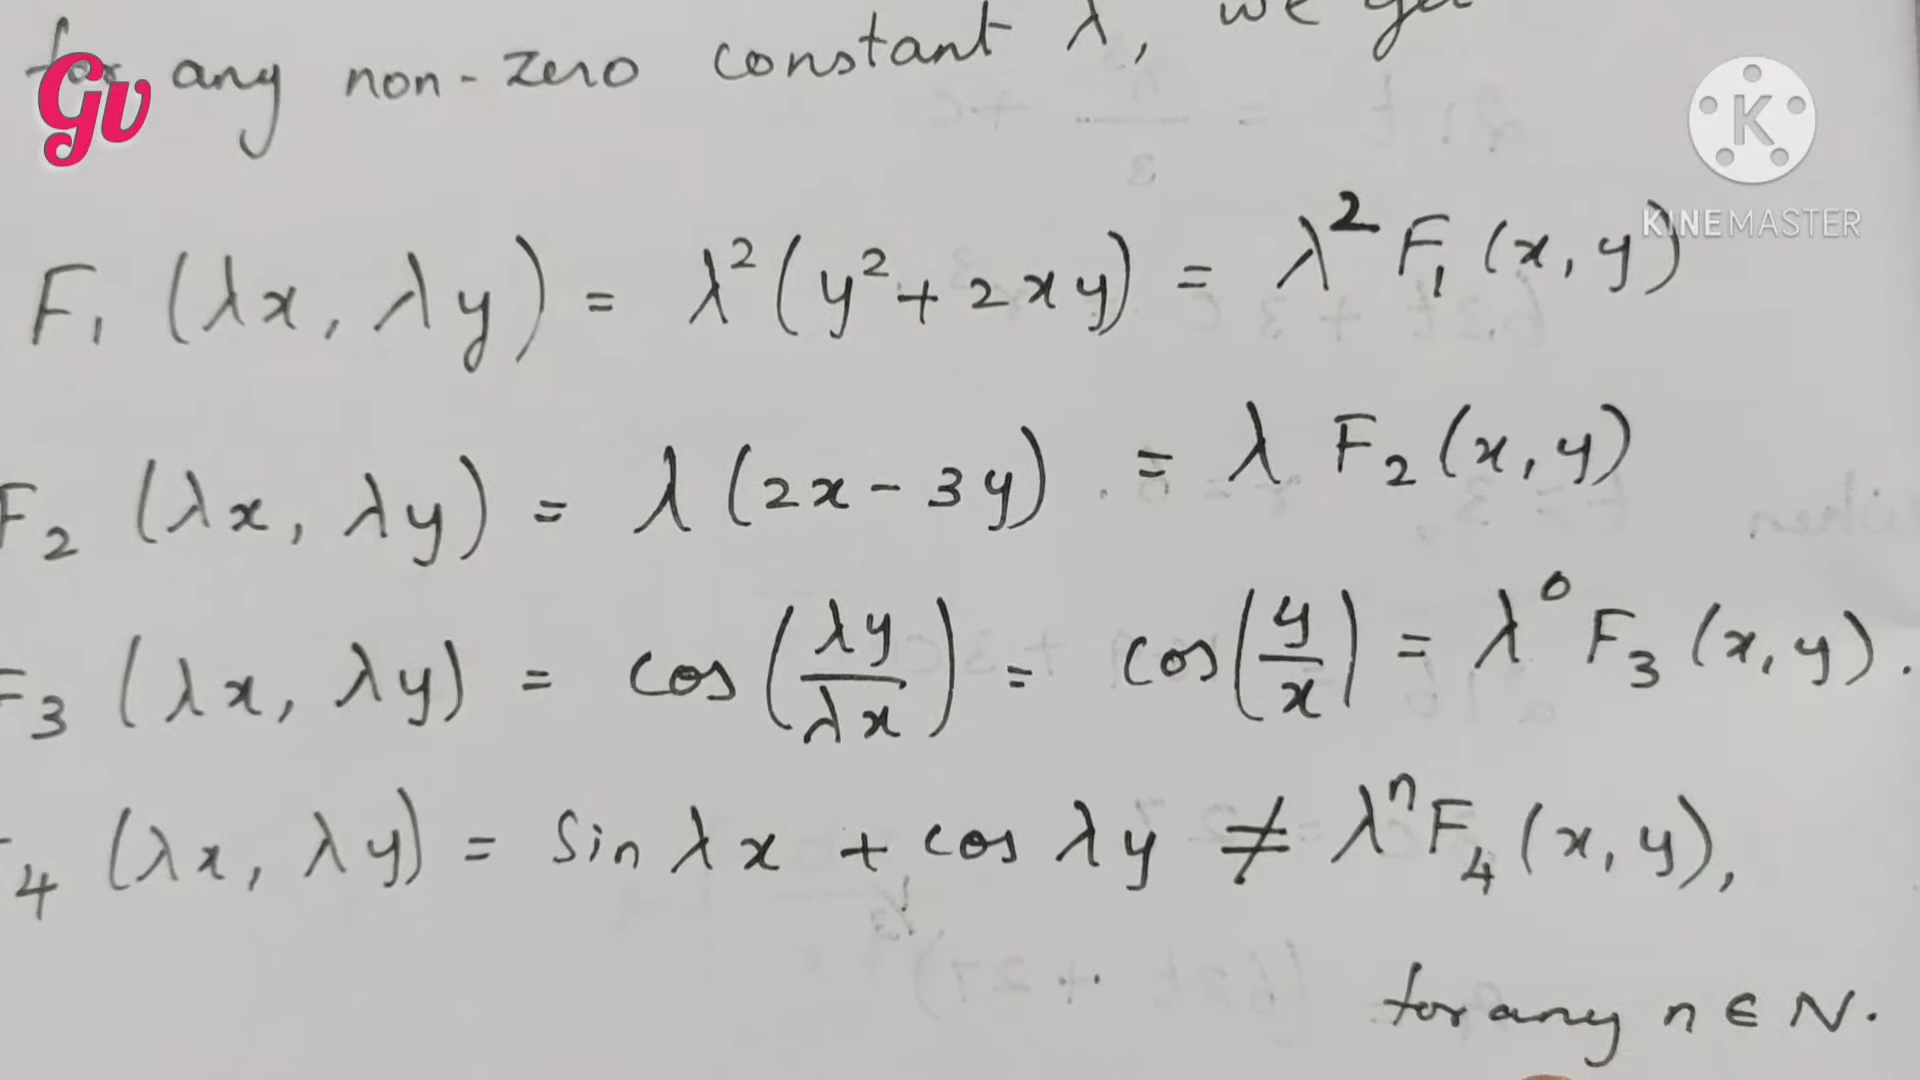 for any non-zero constant λ, we get
GV
K
KINEMASTER
F₁ (λx, λy) = λ² (y² + 2xy) = λ² F₁ (x, y)
F₂ (λx, λy) = λ (2x - 3y) = λ F₂ (x, y)
F₃ (λx, λy) = cos (λy/λx) = cos (y/x) = λ⁰ F₃ (x, y).
F₄ (λx, λy) = Sin λx + cos λy ≠ λⁿ F₄ (x, y),
for any n ∈ N.